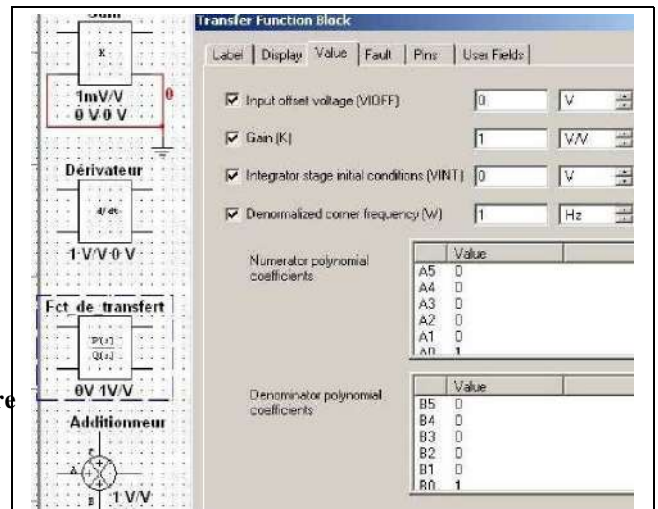 Transfer Function Block
Label Display Value Fault Pins User Fields
K
1mV/V
0
0 V 0 V
Input offset voltage (VIOFF) 0 V
Gain (K) 1 V/V
Integrator stage initial conditions (VINT) 0 V
Denormalized corner frequency (W) 1 Hz
Dérivateur
d/dt
1 V/V 0 V
Numerator polynomial
coefficients
Value
A5 0
A4 0
A3 0
A2 0
A1 0
A0 1
Fct_de_transfert
P(s)
Q(s)
0V 1V/V
re
Denominator polynomial
coefficients
Value
B5 0
B4 0
B3 0
B2 0
B1 0
B0 1
Additionneur
C
A
B
1 V/V